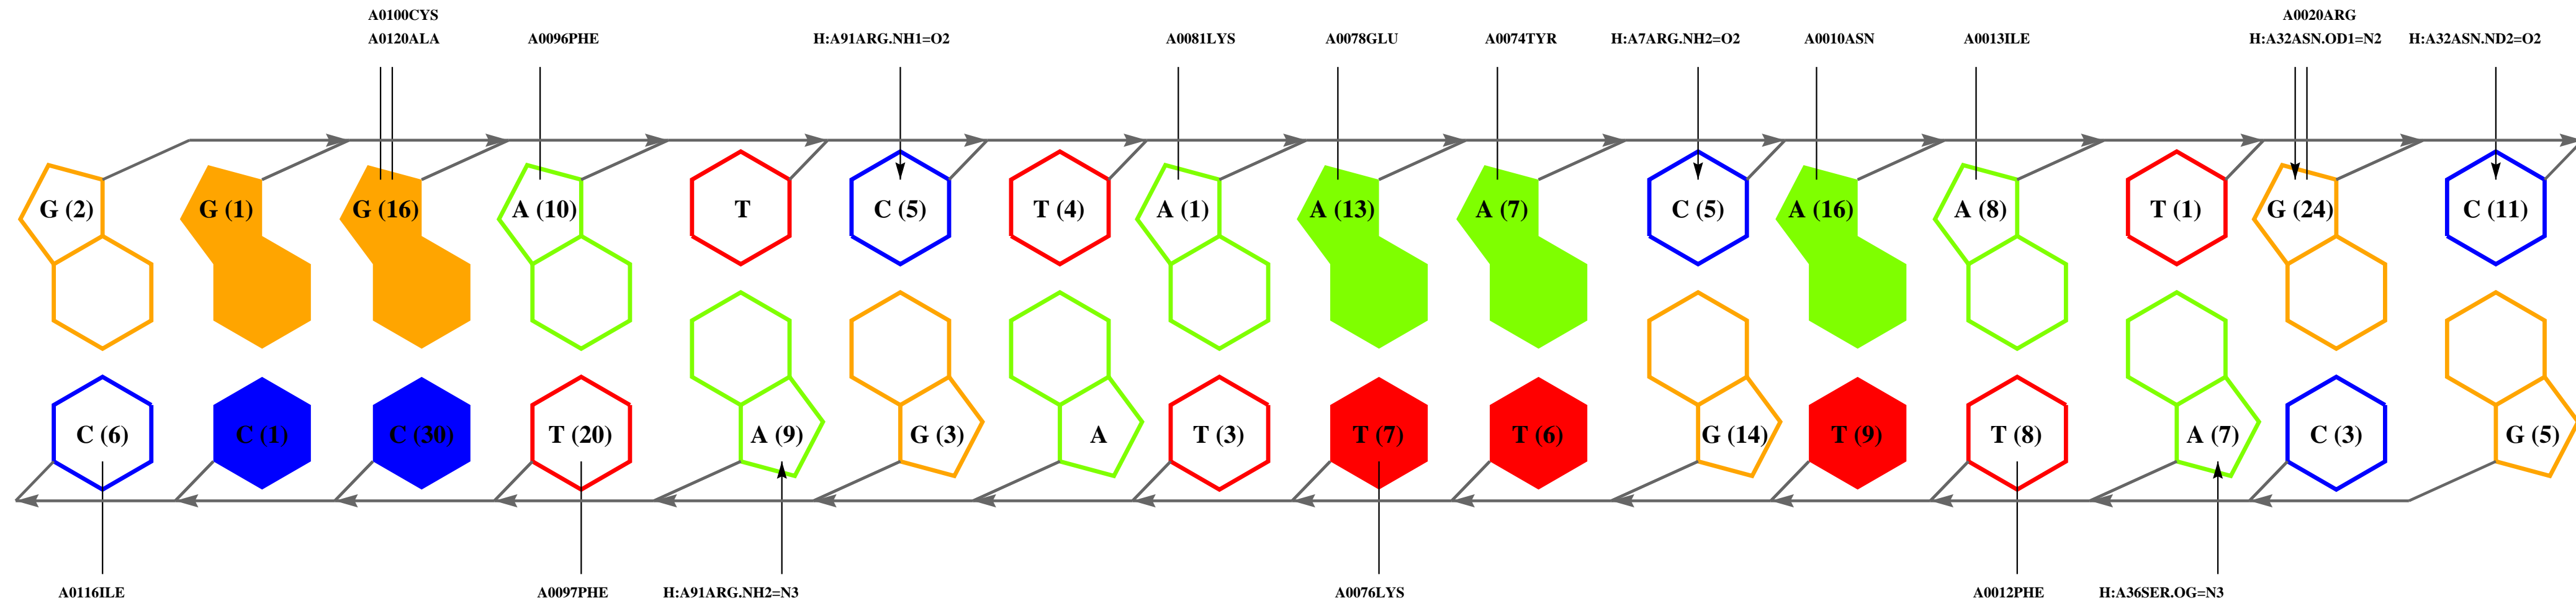 A0100CYS A0020ARG
A0120ALA A0096PHE H:A91ARG.NH1=O2 A0081LYS A0078GLU A0074TYR H:A7ARG.NH2=O2 A0010ASN A0013ILE H:A32ASN.OD1=N2 H:A32ASN.ND2=O2
G (2) G (1) G (16) A (10) T C (5) T (4) A (1) A (13) A (7) C (5) A (16) A (8) T (1) G (24) C (11)
C (6) C (1) C (30) T (20) A (9) G (3) A T (3) T (7) T (6) G (14) T (9) T (8) A (7) C (3) G (5)
A0116ILE A0097PHE H:A91ARG.NH2=N3 A0076LYS A0012PHE H:A36SER.OG=N3